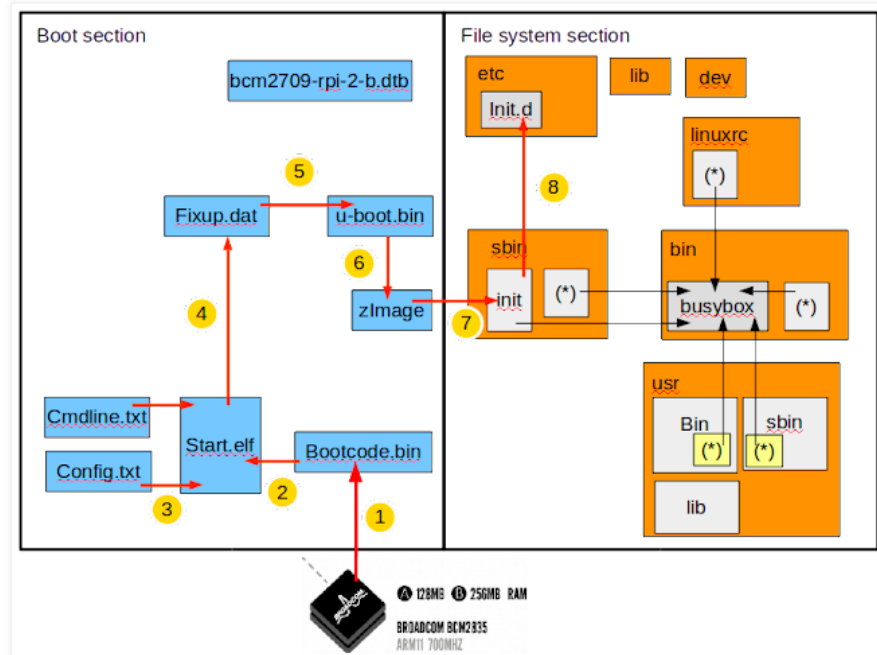 Boot section
File system section
bcm2709-rpi-2-b.dtb
etc
Init.d
lib
dev
linuxrc
(*)
5
8
Fixup.dat
u-boot.bin
6
sbin
init
(*)
bin
busybox
(*)
4
zImage
7
usr
Cmdline.txt
Start.elf
Bootcode.bin
Bin
(*)
sbin
(*)
Config.txt
2
3
1
lib
BROADCOM
A 128MB B 256MB RAM
BROADCOM BCM2835
ARM11 700MHZ